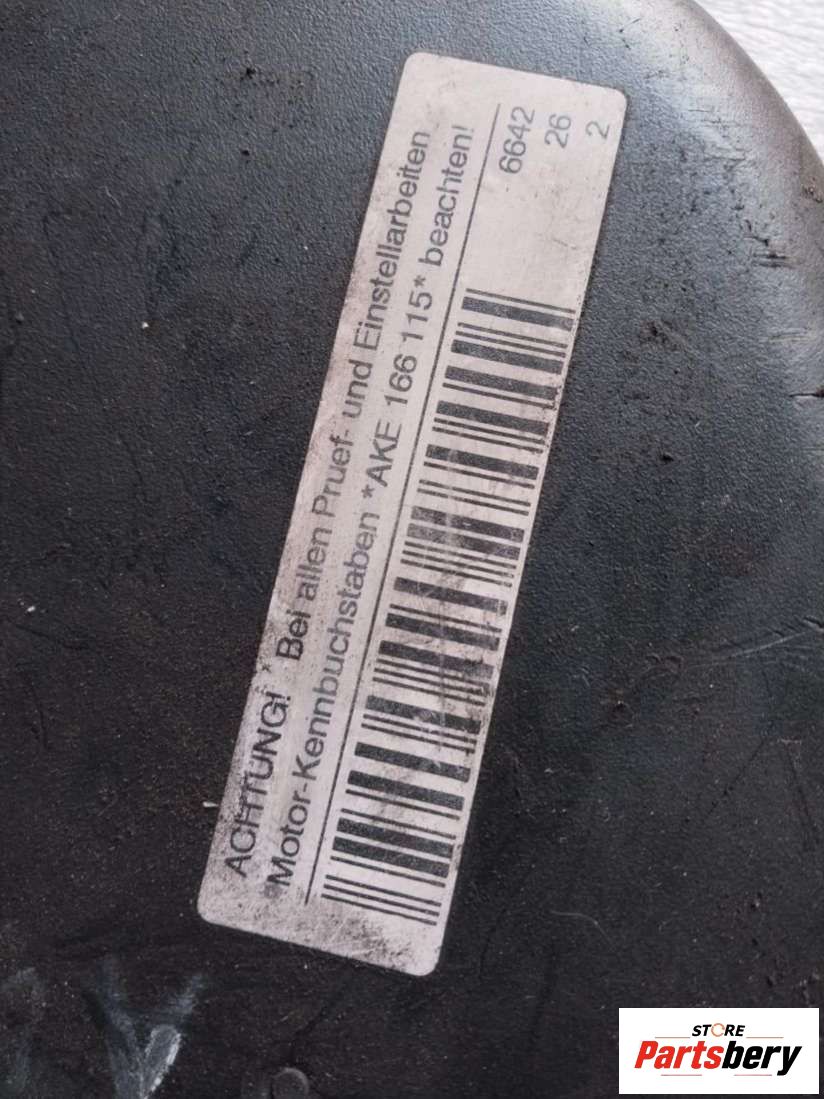 ACHTUNG! * Bei allen Pruef- und Einstellarbeiten
Motor-Kennbuchstaben *AKE 166 115* beachten!
6642
26
2
STORE
Partsbery